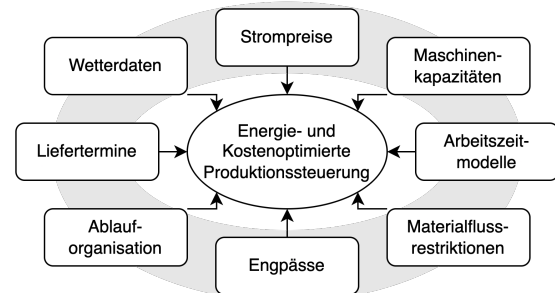 Strompreise
Wetterdaten
Maschinen-
kapazitäten
Liefertermine
Energie- und
Kostenoptimierte
Produktionssteuerung
Arbeitszeit-
modelle
Ablauf-
organisation
Engpässe
Materialfluss-
restriktionen